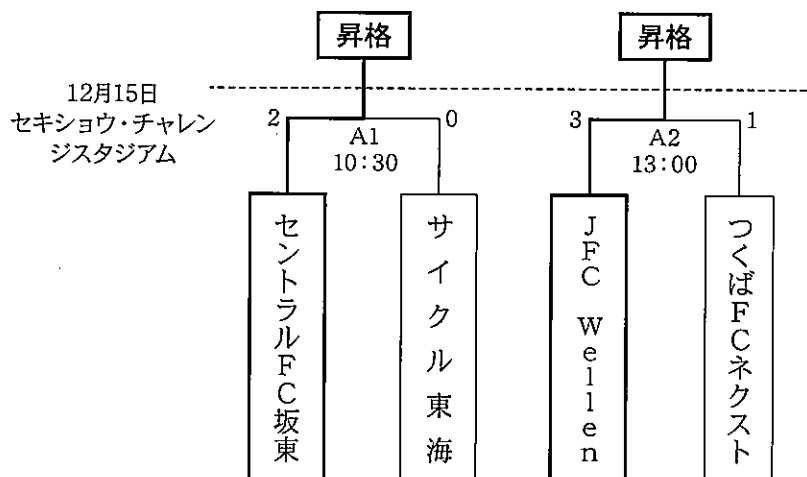 昇格
昇格
12月15日
セキショウ・チャレン
ジスタジアム
2
A1
10:30
0
3
A2
13:00
1
セントラルFC坂東
サイクル東海
JFC Wellen
つくばFCネクスト